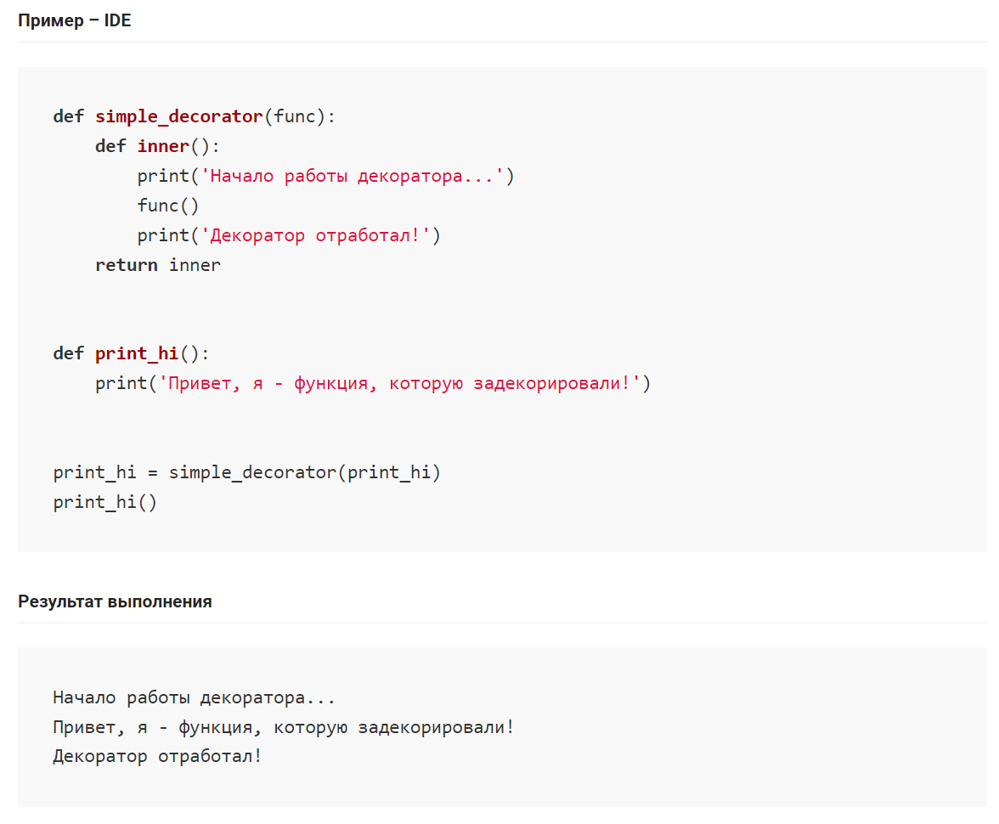 Пример – IDE
def simple_decorator(func):
    def inner():
        print('Начало работы декоратора...')
        func()
        print('Декоратор отработал!')
    return inner
def print_hi():
    print('Привет, я - функция, которую задекорировали!')
print_hi = simple_decorator(print_hi)
print_hi()
Результат выполнения
Начало работы декоратора...
Привет, я - функция, которую задекорировали!
Декоратор отработал!